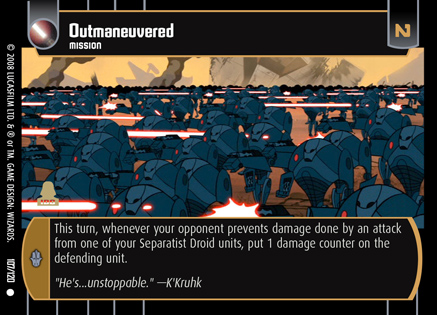 Outmaneuvered
MISSION
N
© 2008 LUCASFILM LTD. & ® or TM. GAME DESIGN: WIZARDS. 107/120
This turn, whenever your opponent prevents damage done by an attack
from one of your Separatist Droid units, put 1 damage counter on the
defending unit.
"He's...unstoppable." —K'Kruhk